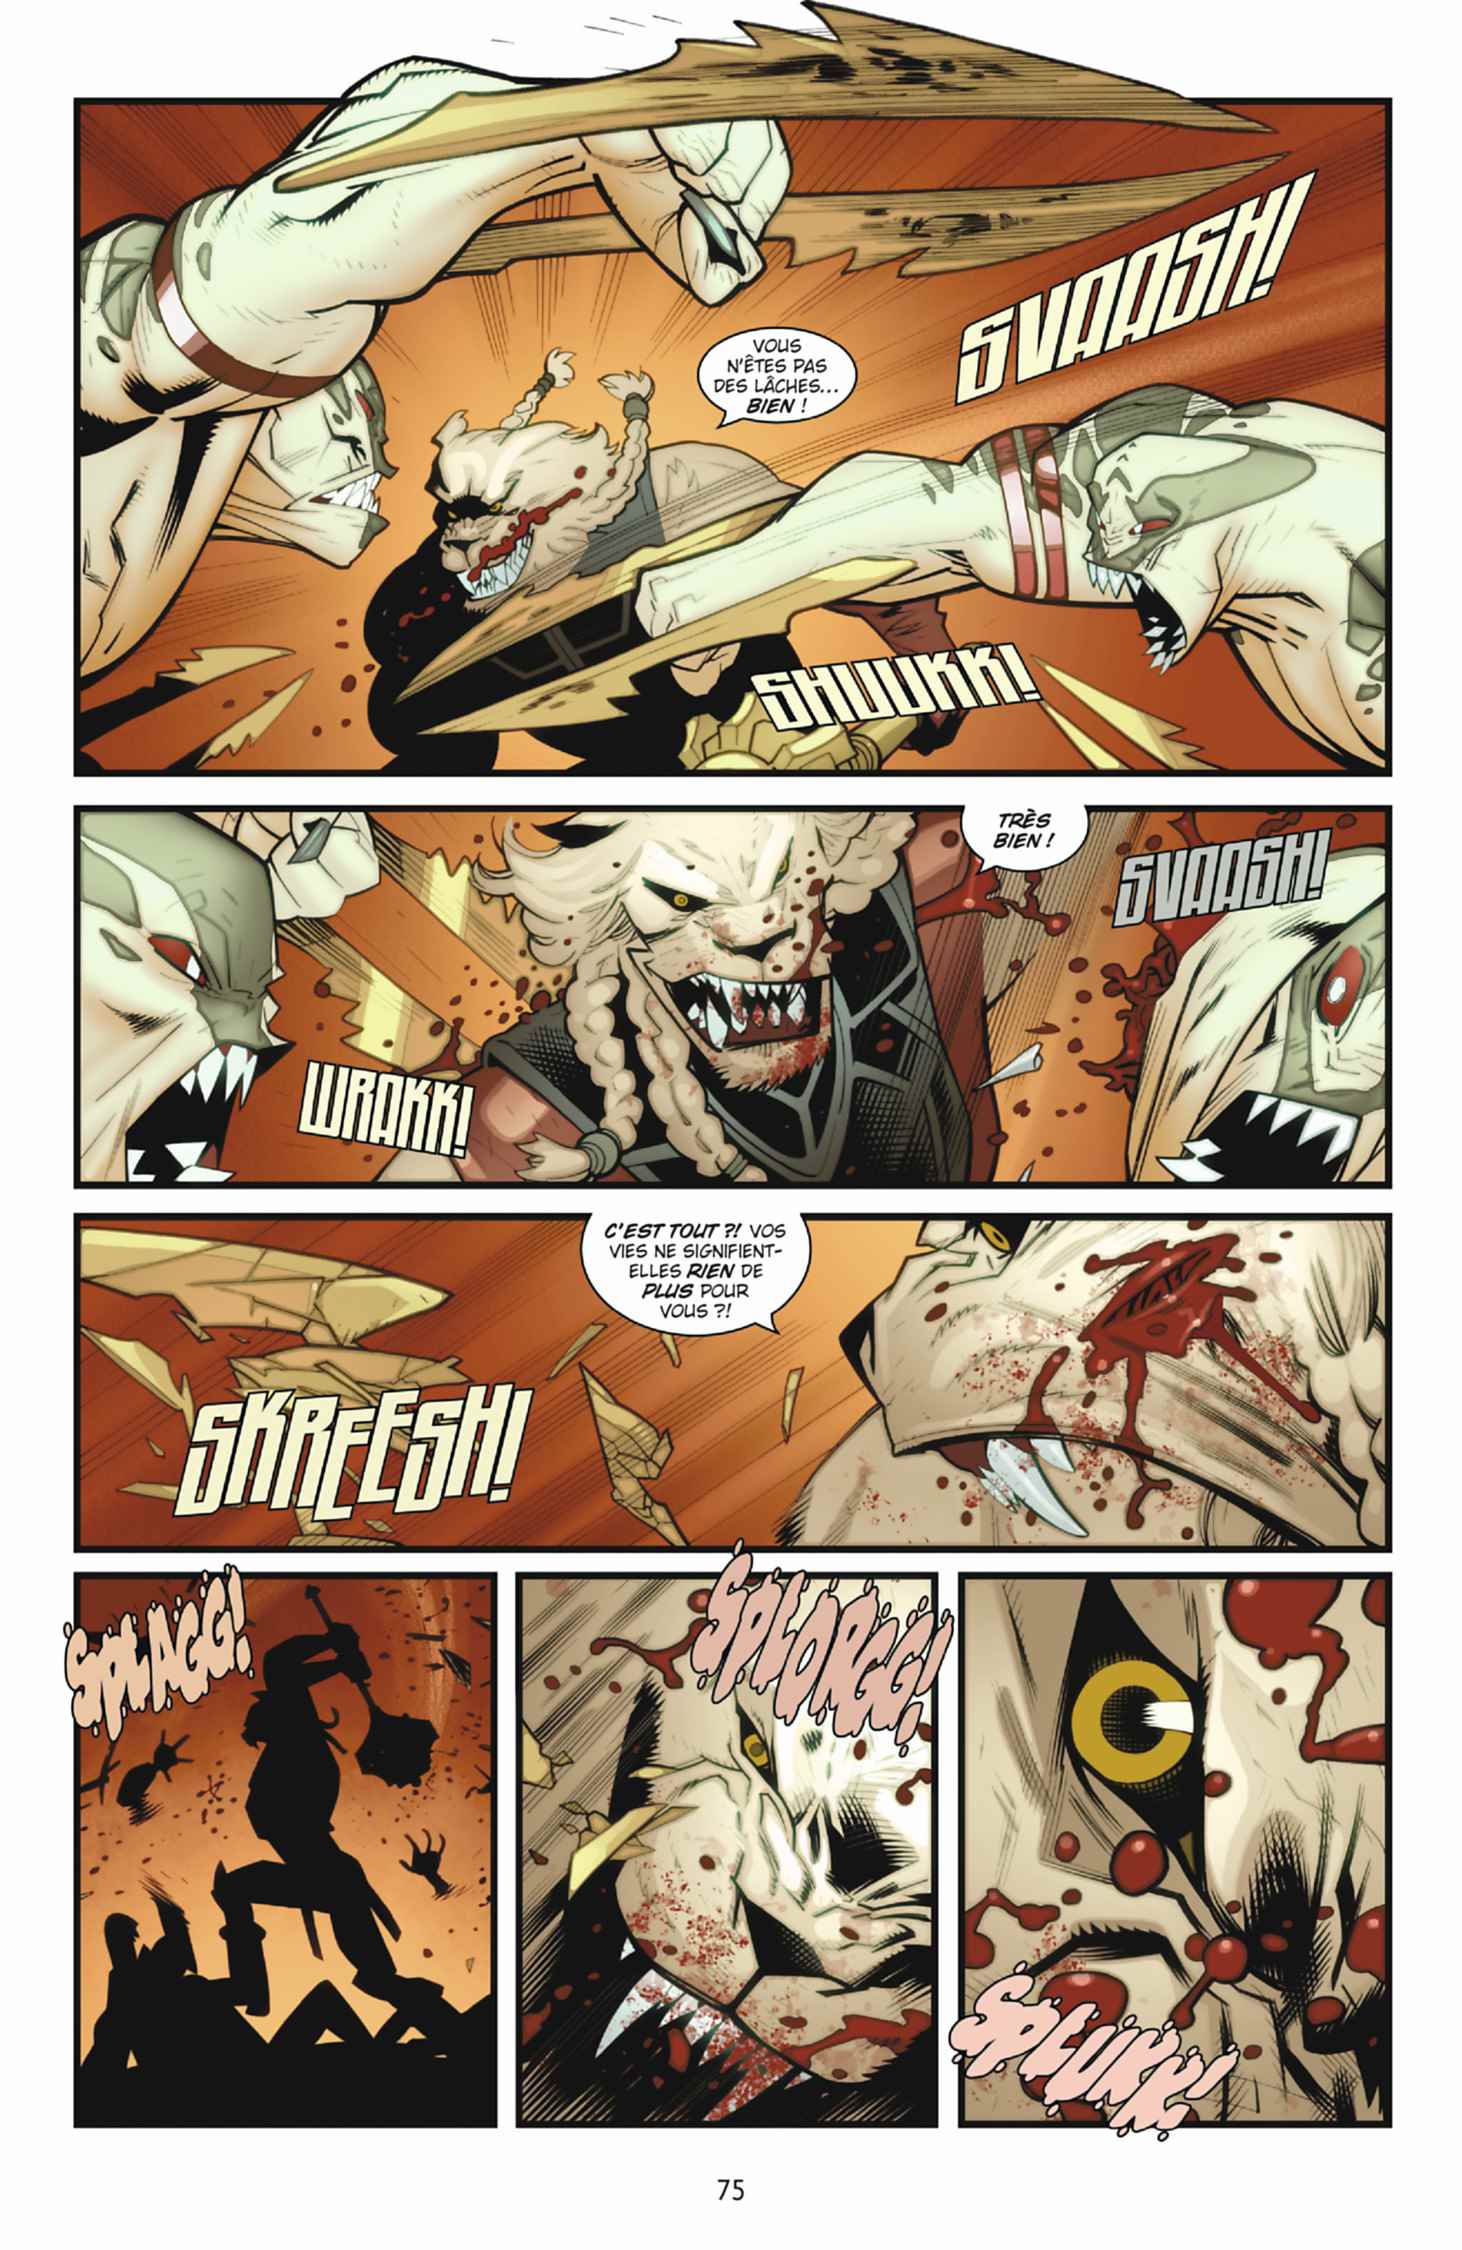 VOUS
N'ÊTES PAS
DES LÂCHES...
BIEN !
SVAASH!
SHUUKK!
TRÈS
BIEN !
SVAASH!
WRAKK!
C'EST TOUT ?! VOS
VIES NE SIGNIFIENT-
ELLES RIEN DE
PLUS POUR
VOUS ?!
SKREESH!
SPLAGG!
SPLORGG!
SPLUKK!
75